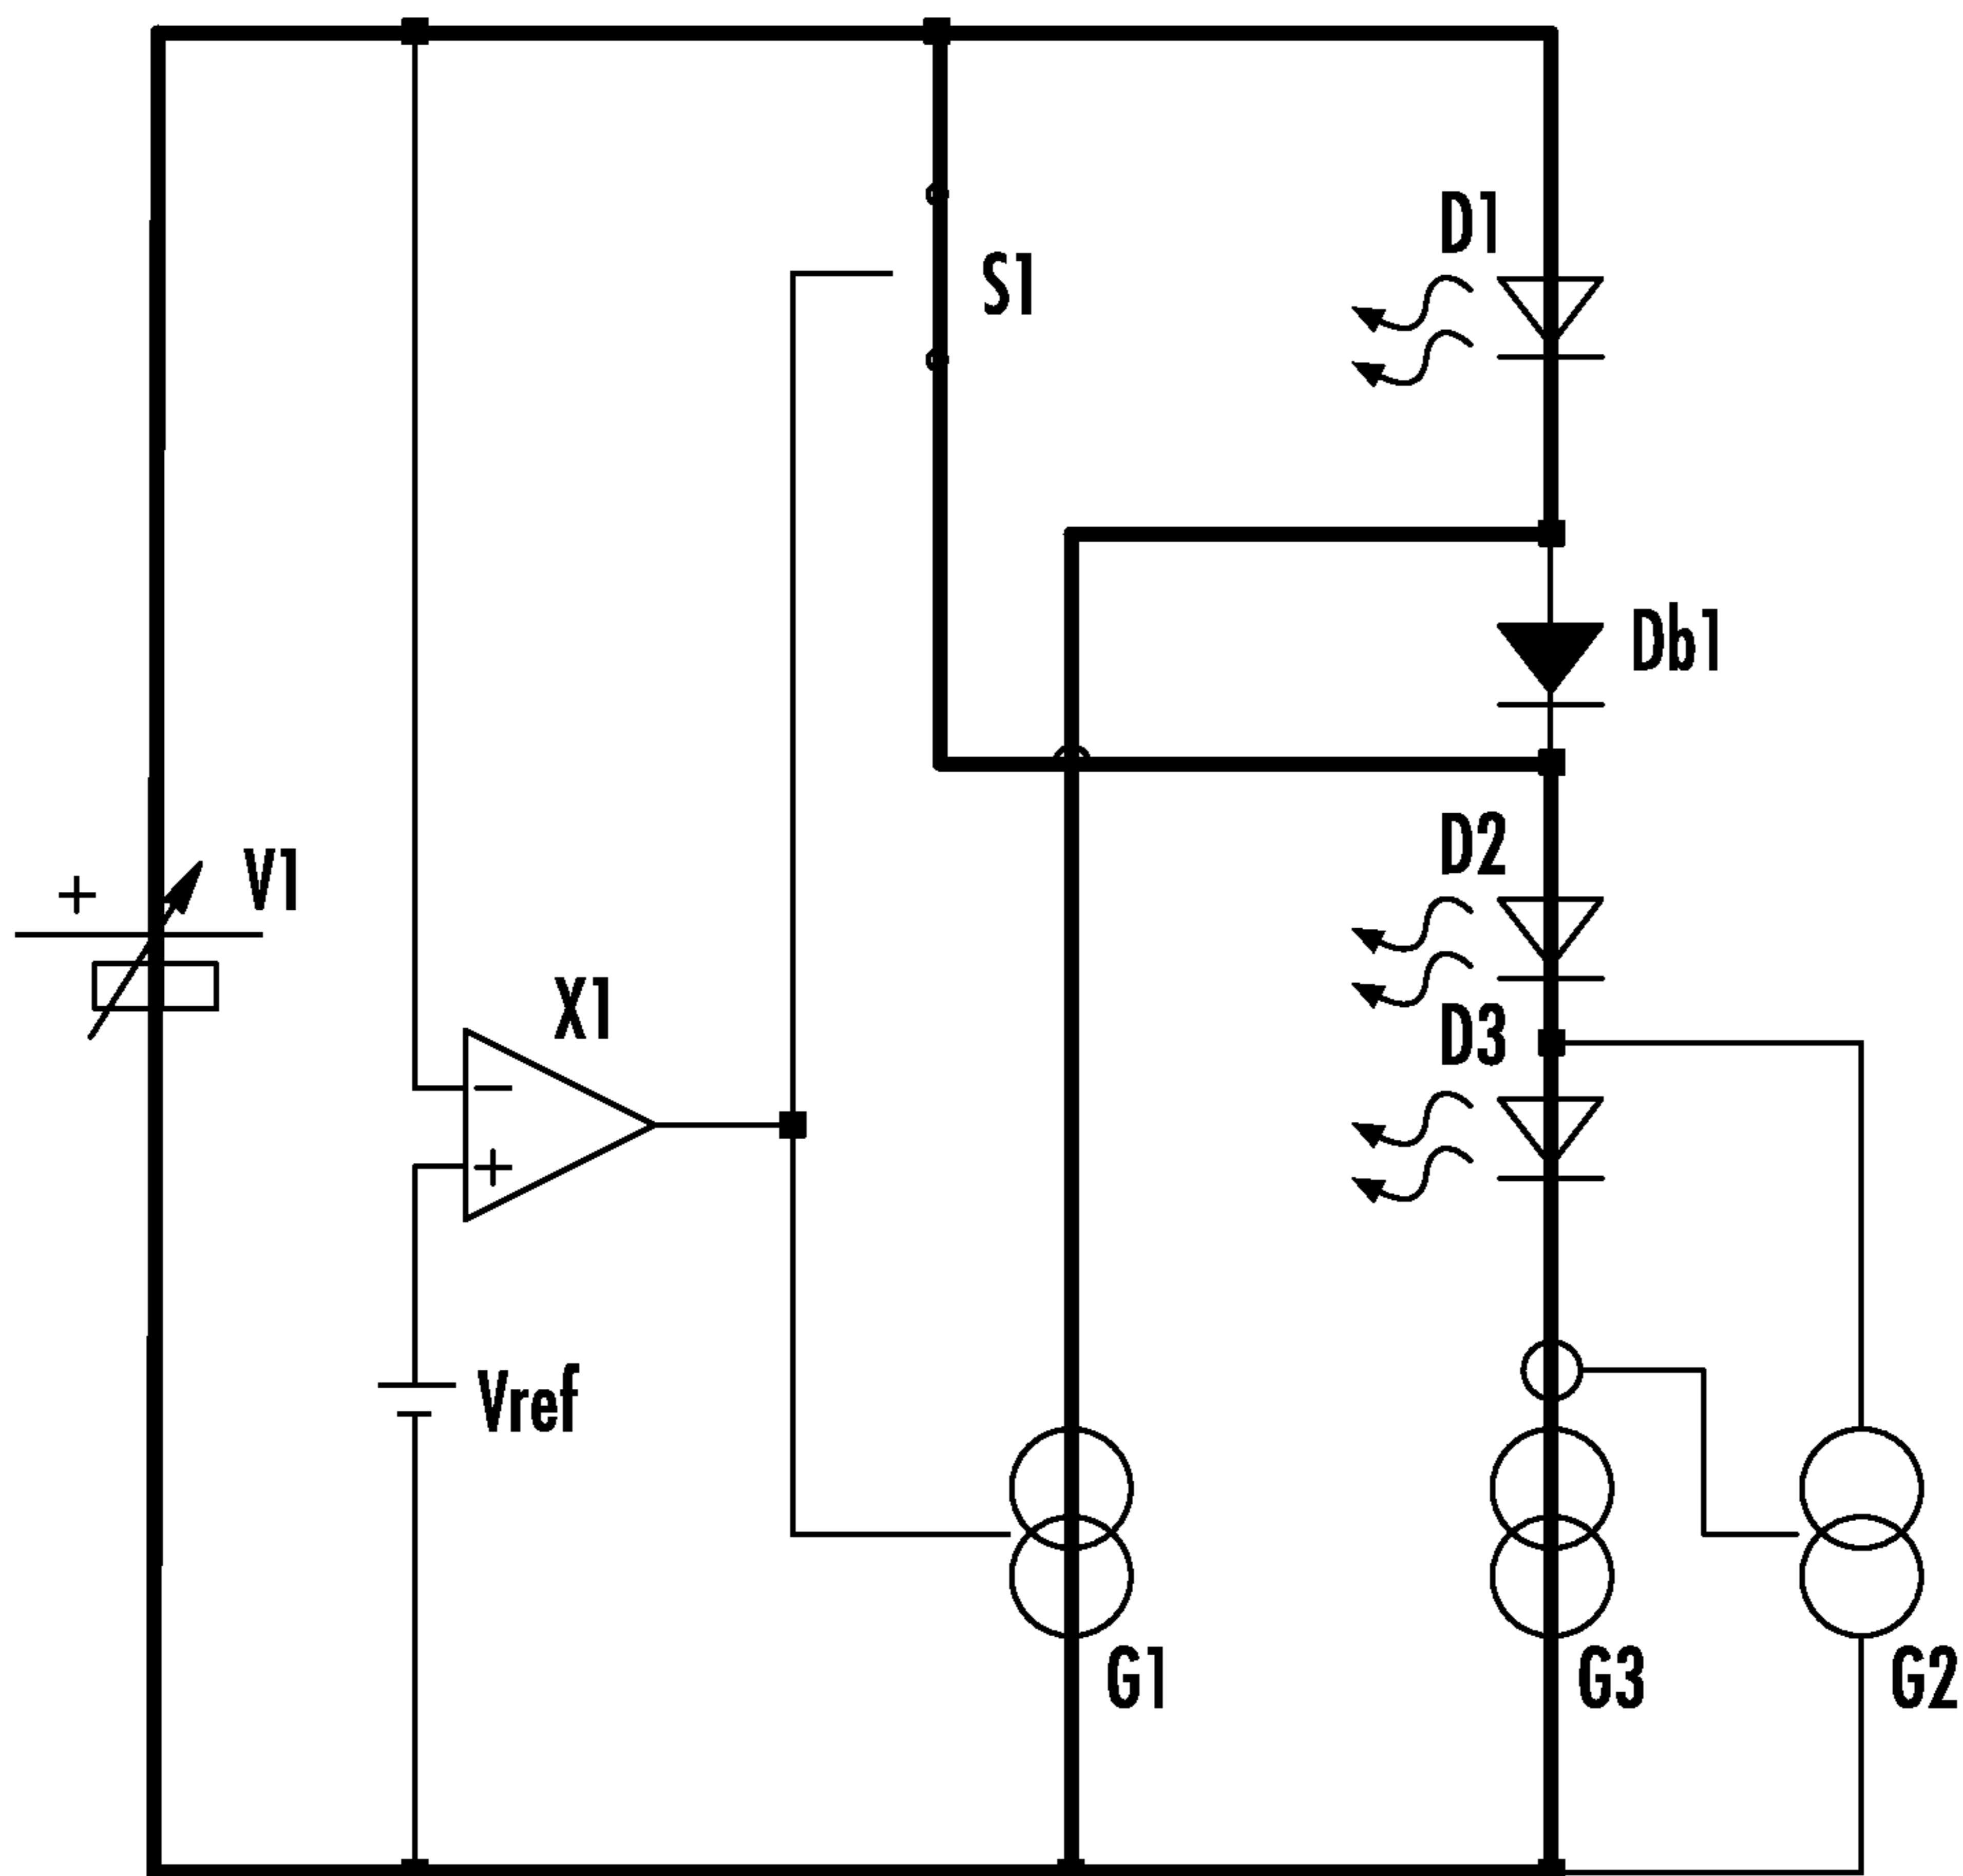 D1
S1
Db1
D2
+ V1
X1
−
D3
+
Vref
G1
G3
G2